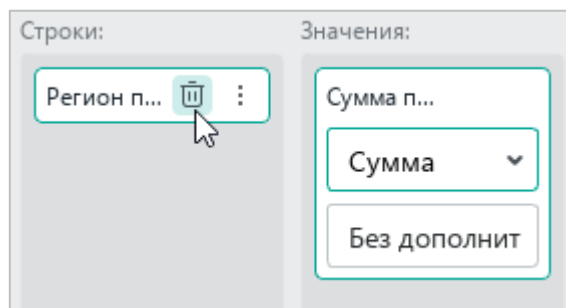 Строки:
Значения:
Регион п...
Сумма п...
Сумма
Без дополнит